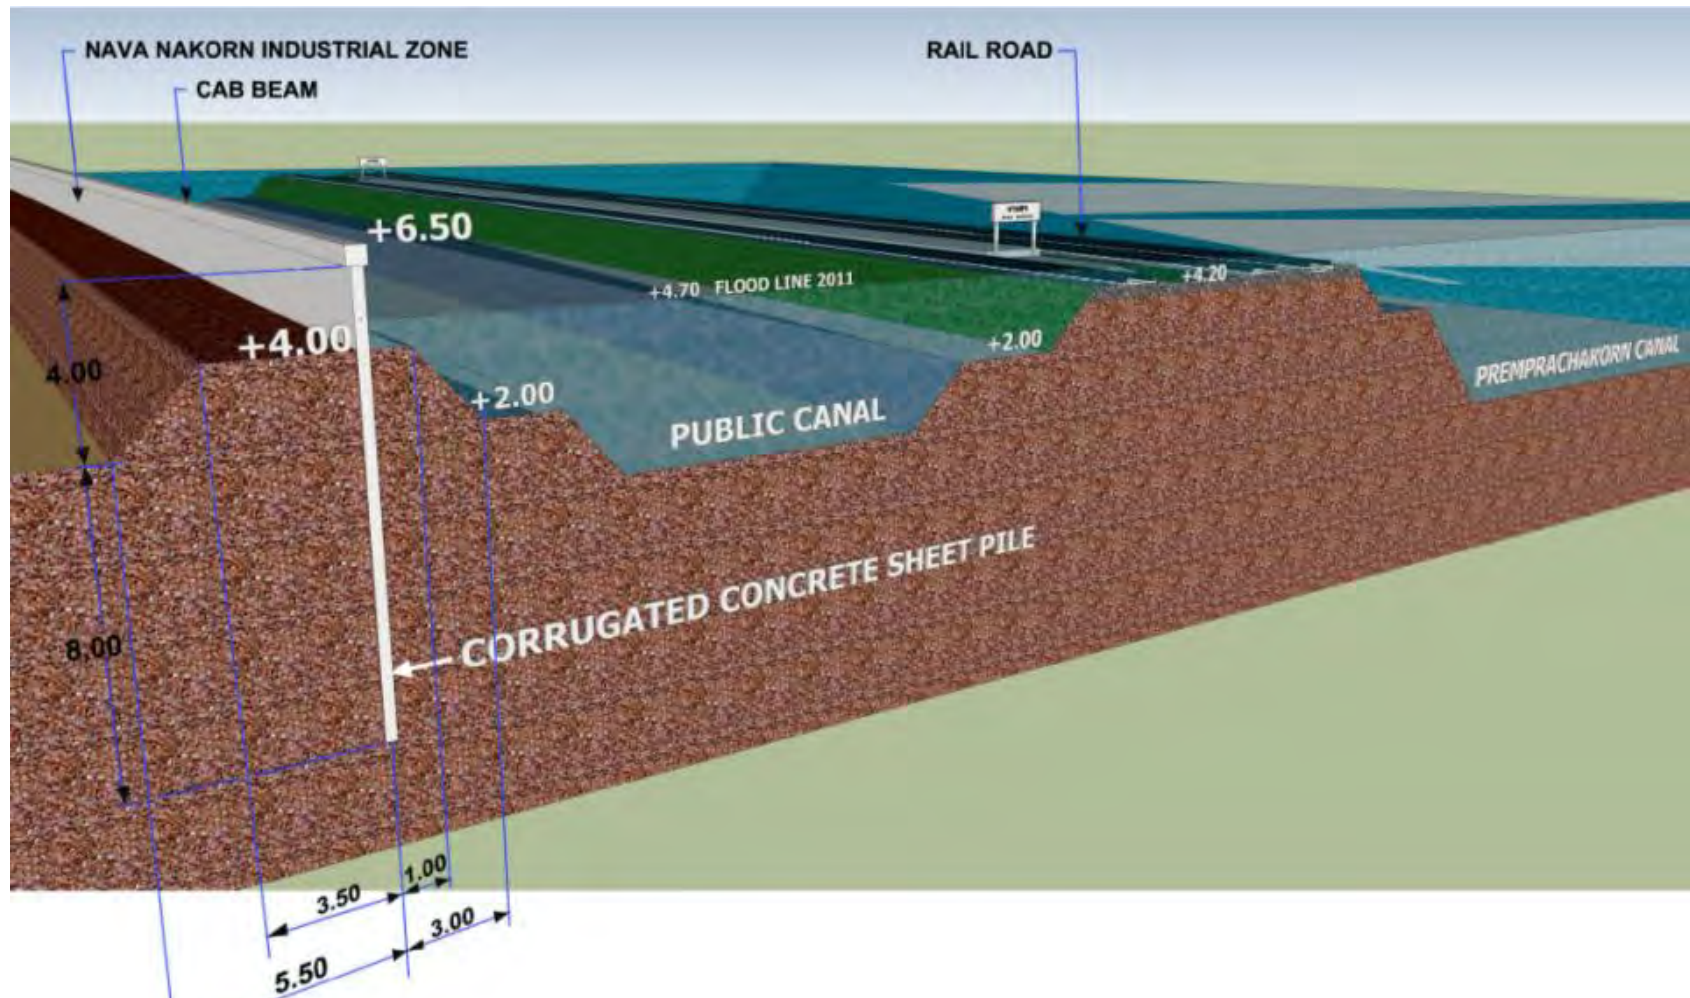 NAVA NAKORN INDUSTRIAL ZONE
RAIL ROAD
CAB BEAM
+6.50
+4.70 FLOOD LINE 2011
+4.20
+4.00
4.00
+2.00
+2.00
PUBLIC CANAL
PREMPRACHAKORN CANAL
CORRUGATED CONCRETE SHEET PILE
8.00
1.00
3.50
3.00
5.50